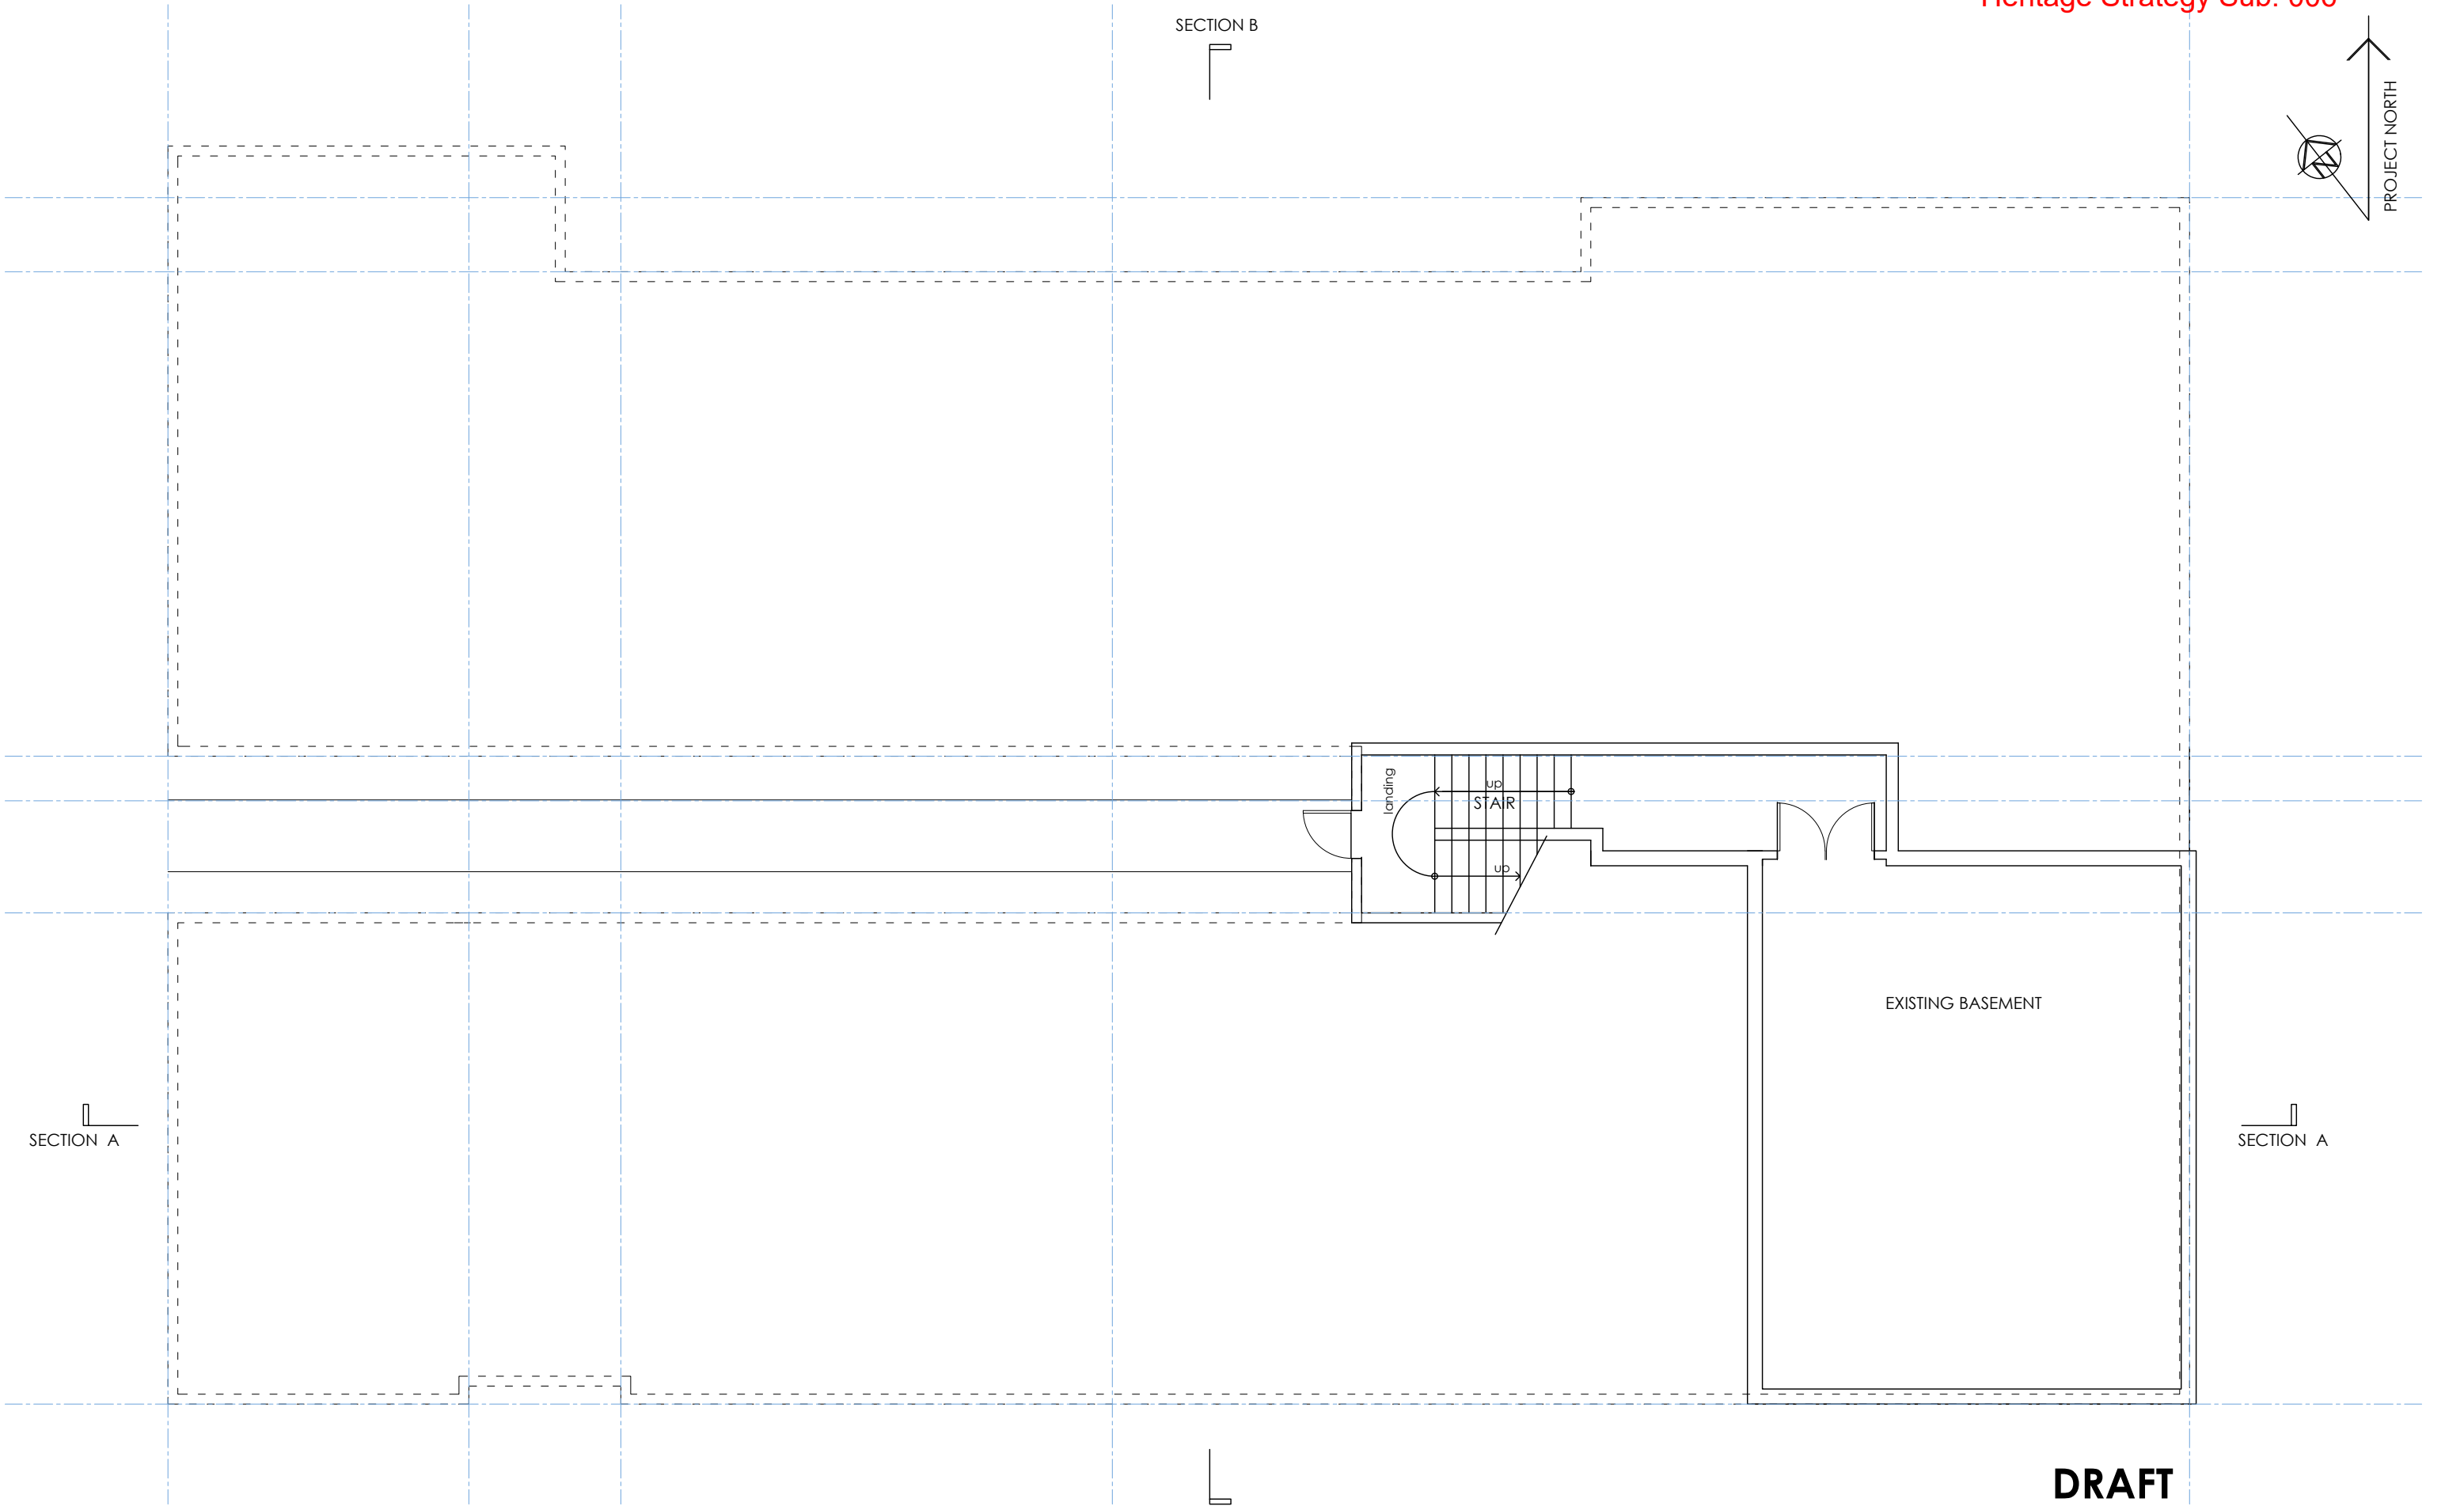 SECTION B
PROJECT NORTH
N
landing
up
STAIR
up
EXISTING BASEMENT
SECTION A
SECTION A
DRAFT